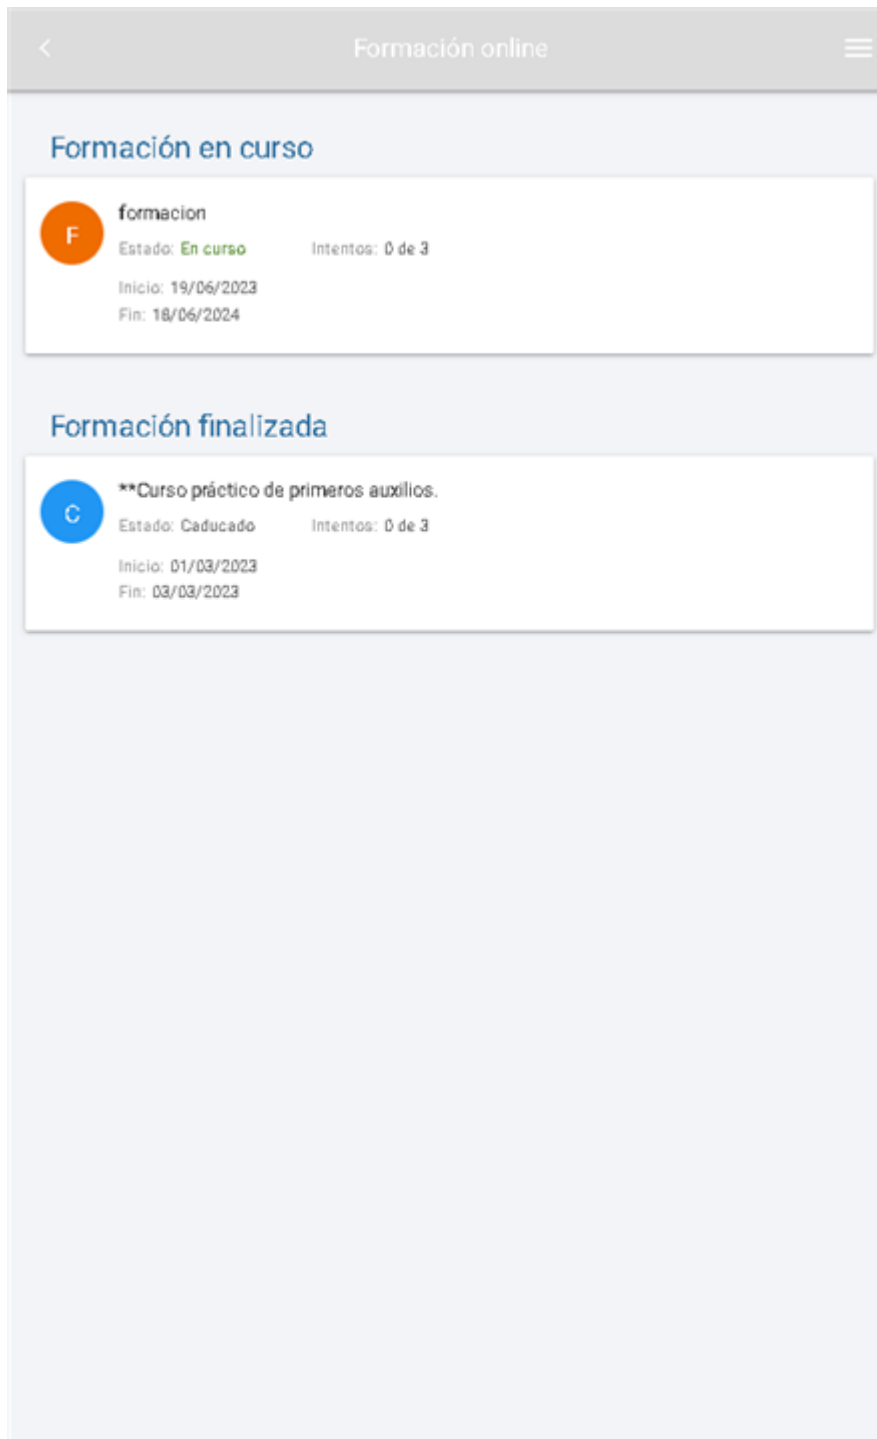 Formación online
Formación en curso
F
formacion
Estado: En curso Intentos: 0 de 3
Inicio: 19/06/2023
Fin: 18/06/2024
Formación finalizada
C
**Curso práctico de primeros auxilios.
Estado: Caducado Intentos: 0 de 3
Inicio: 01/03/2023
Fin: 03/03/2023